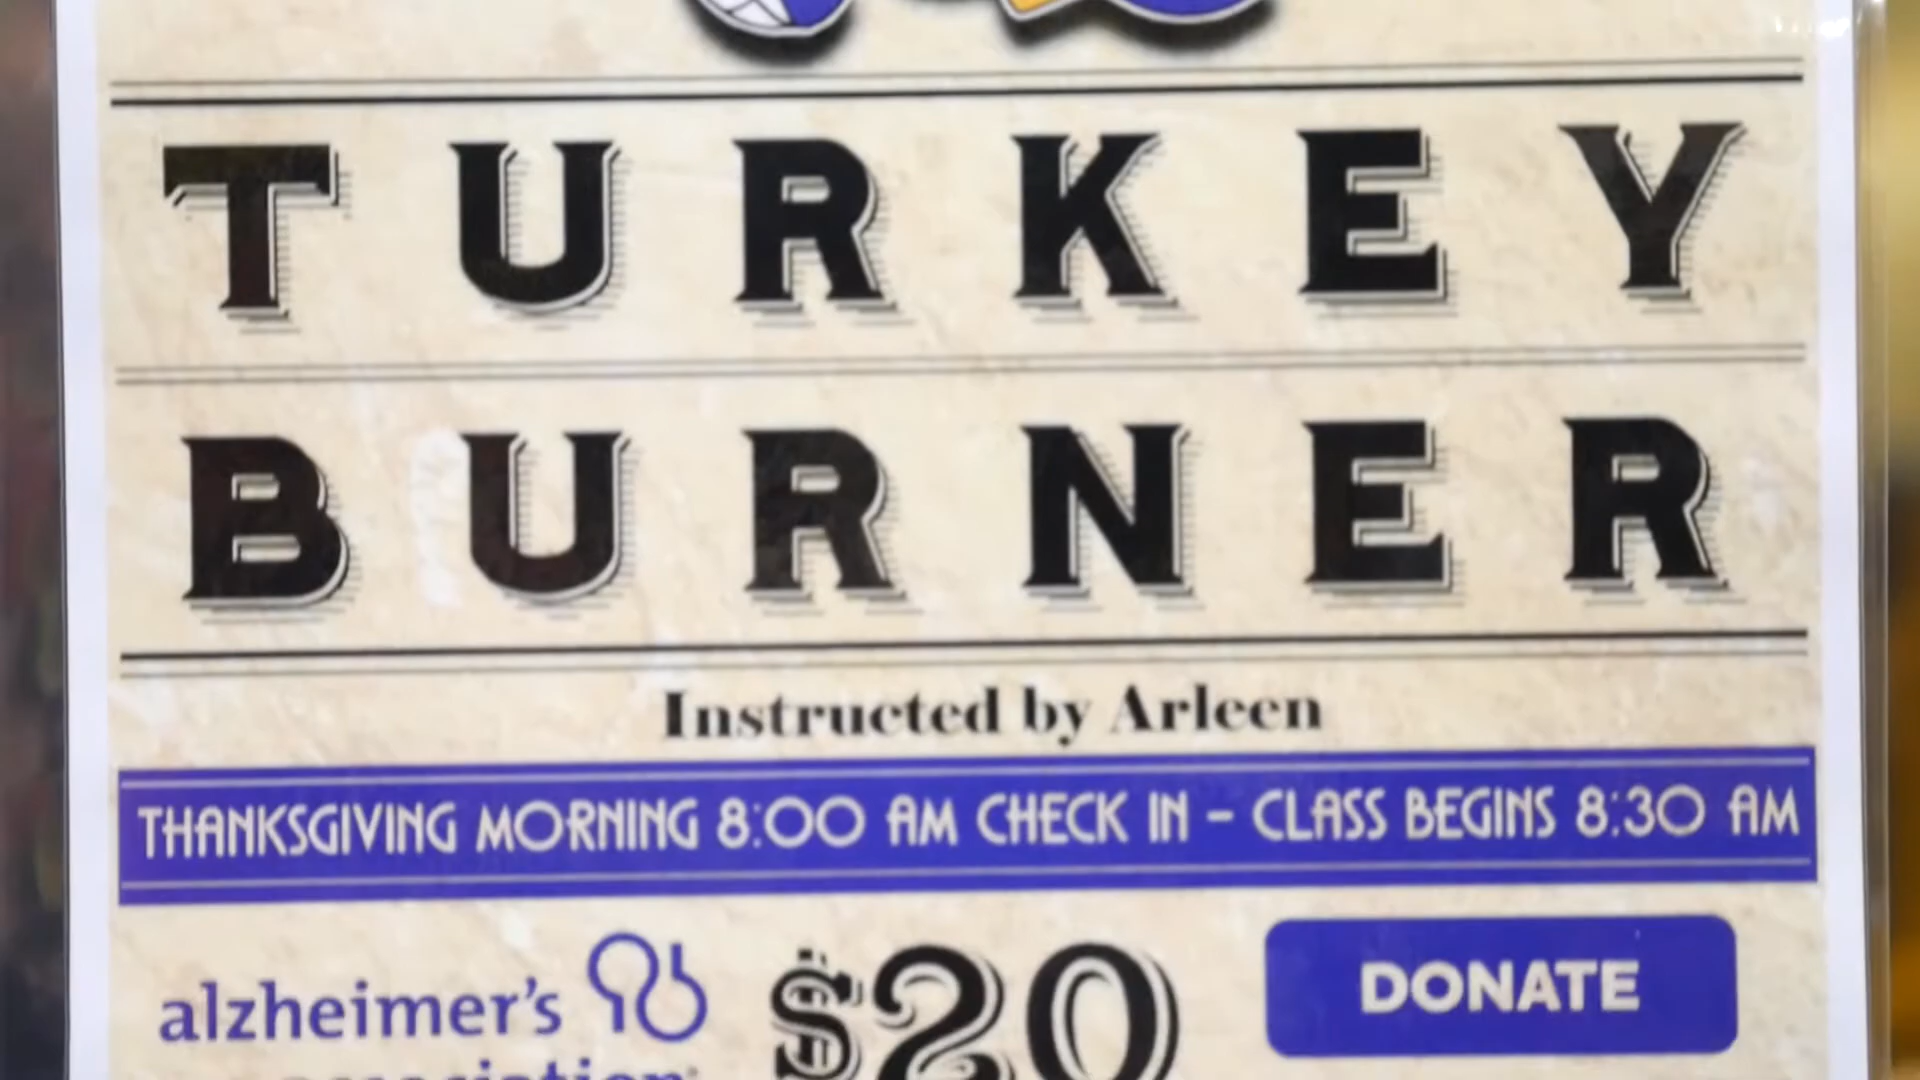 TURKEY
BURNER
Instructed by Arleen
THANKSGIVING MORNING 8:00 AM CHECK IN - CLASS BEGINS 8:30 AM
alzheimer's
association
$20
DONATE